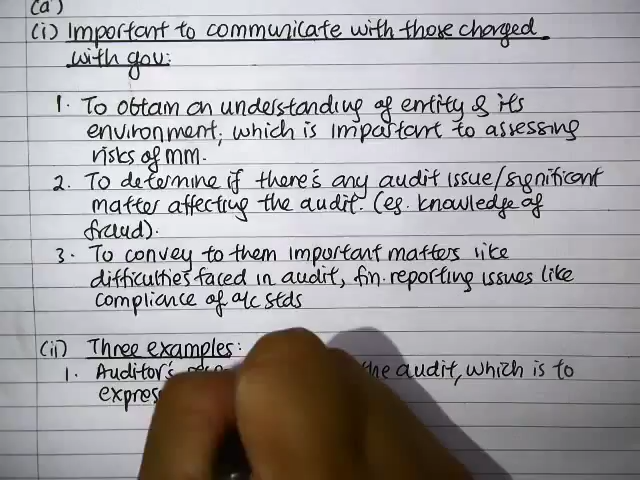 (a)
(i) Important to communicate with those charged
with gov:
1. To obtain an understanding of entity & its
environment, which is important to assessing
risks of mm.
2. To determine if there's any audit issue/significant
matter affecting the audit. (eg. knowledge of
fraud).
3. To convey to them important matters like
difficulties faced in audit, fin. reporting issues like
compliance of a/c stds
(ii) Three examples:
1. Auditor's the audit, which is to